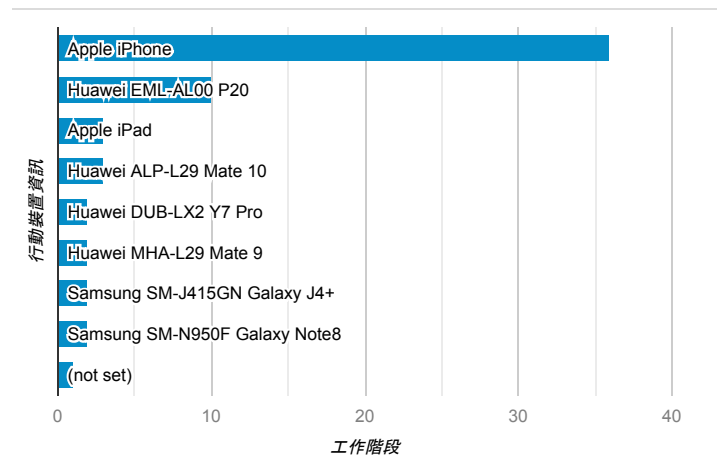 Apple iPhone
Huawei EML-AL00 P20
Apple iPad
Huawei ALP-L29 Mate 10
Huawei DUB-LX2 Y7 Pro
Huawei MHA-L29 Mate 9
Samsung SM-J415GN Galaxy J4+
Samsung SM-N950F Galaxy Note8
(not set)
行動裝置資訊
0 10 20 30 40
工作階段